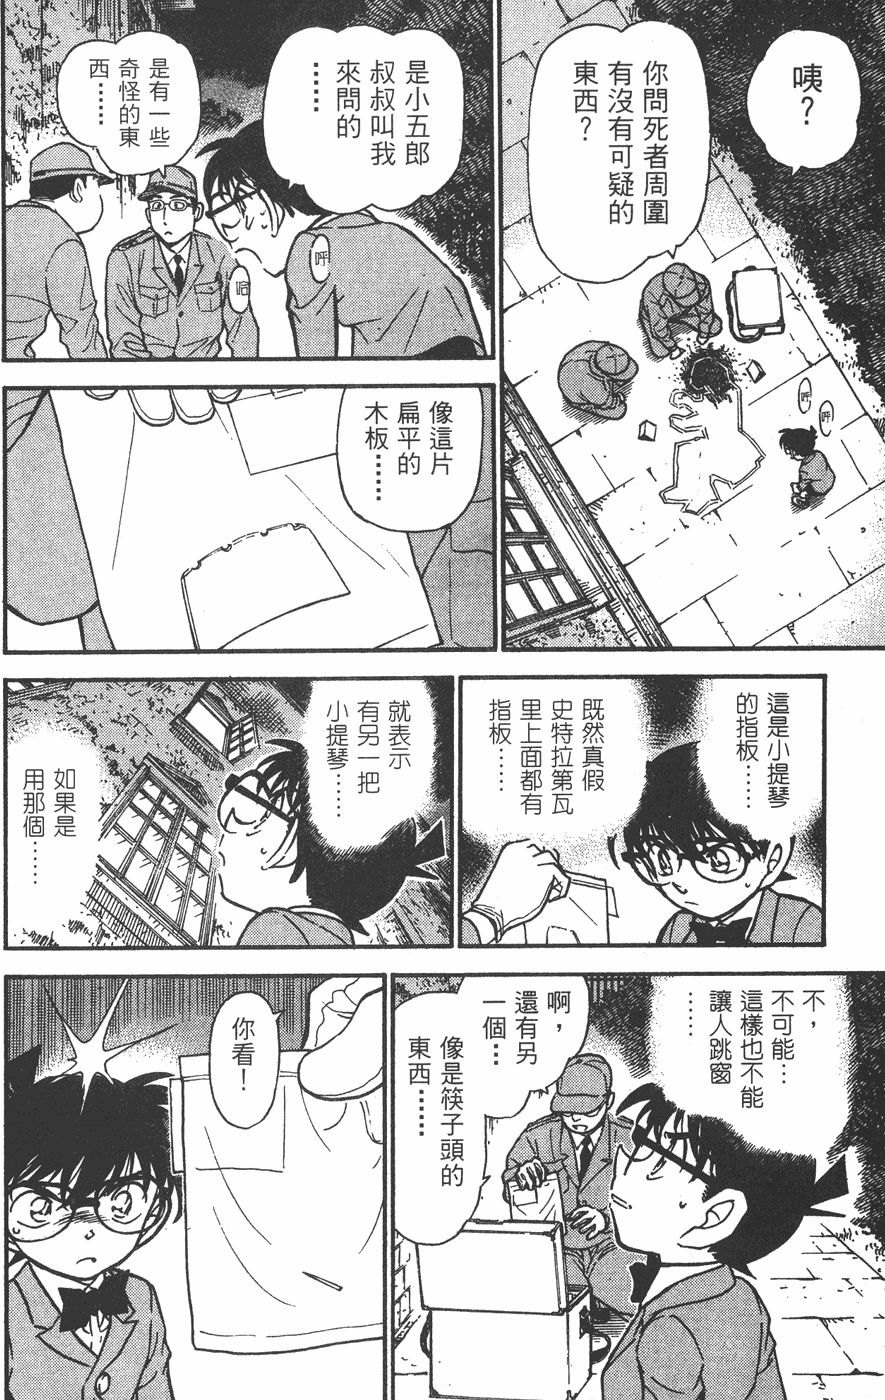 咦?
你問死者周圍
有沒有可疑的
東西?
呼
呼
是小五郎
叔叔叫我
來問的
……
是有一些
奇怪的東
西……
呼
哈
像這片
扁平的
木板……
這是小提琴
的指板……
既然真假
史特拉第瓦
里上面都有
指板……
就表示
有另一把
小提琴……
如果是
用那個……
不,
不可能…
這樣也不能
讓人跳窗
……
啊,
還有另
一個…
像是筷子頭的
東西……
你看!